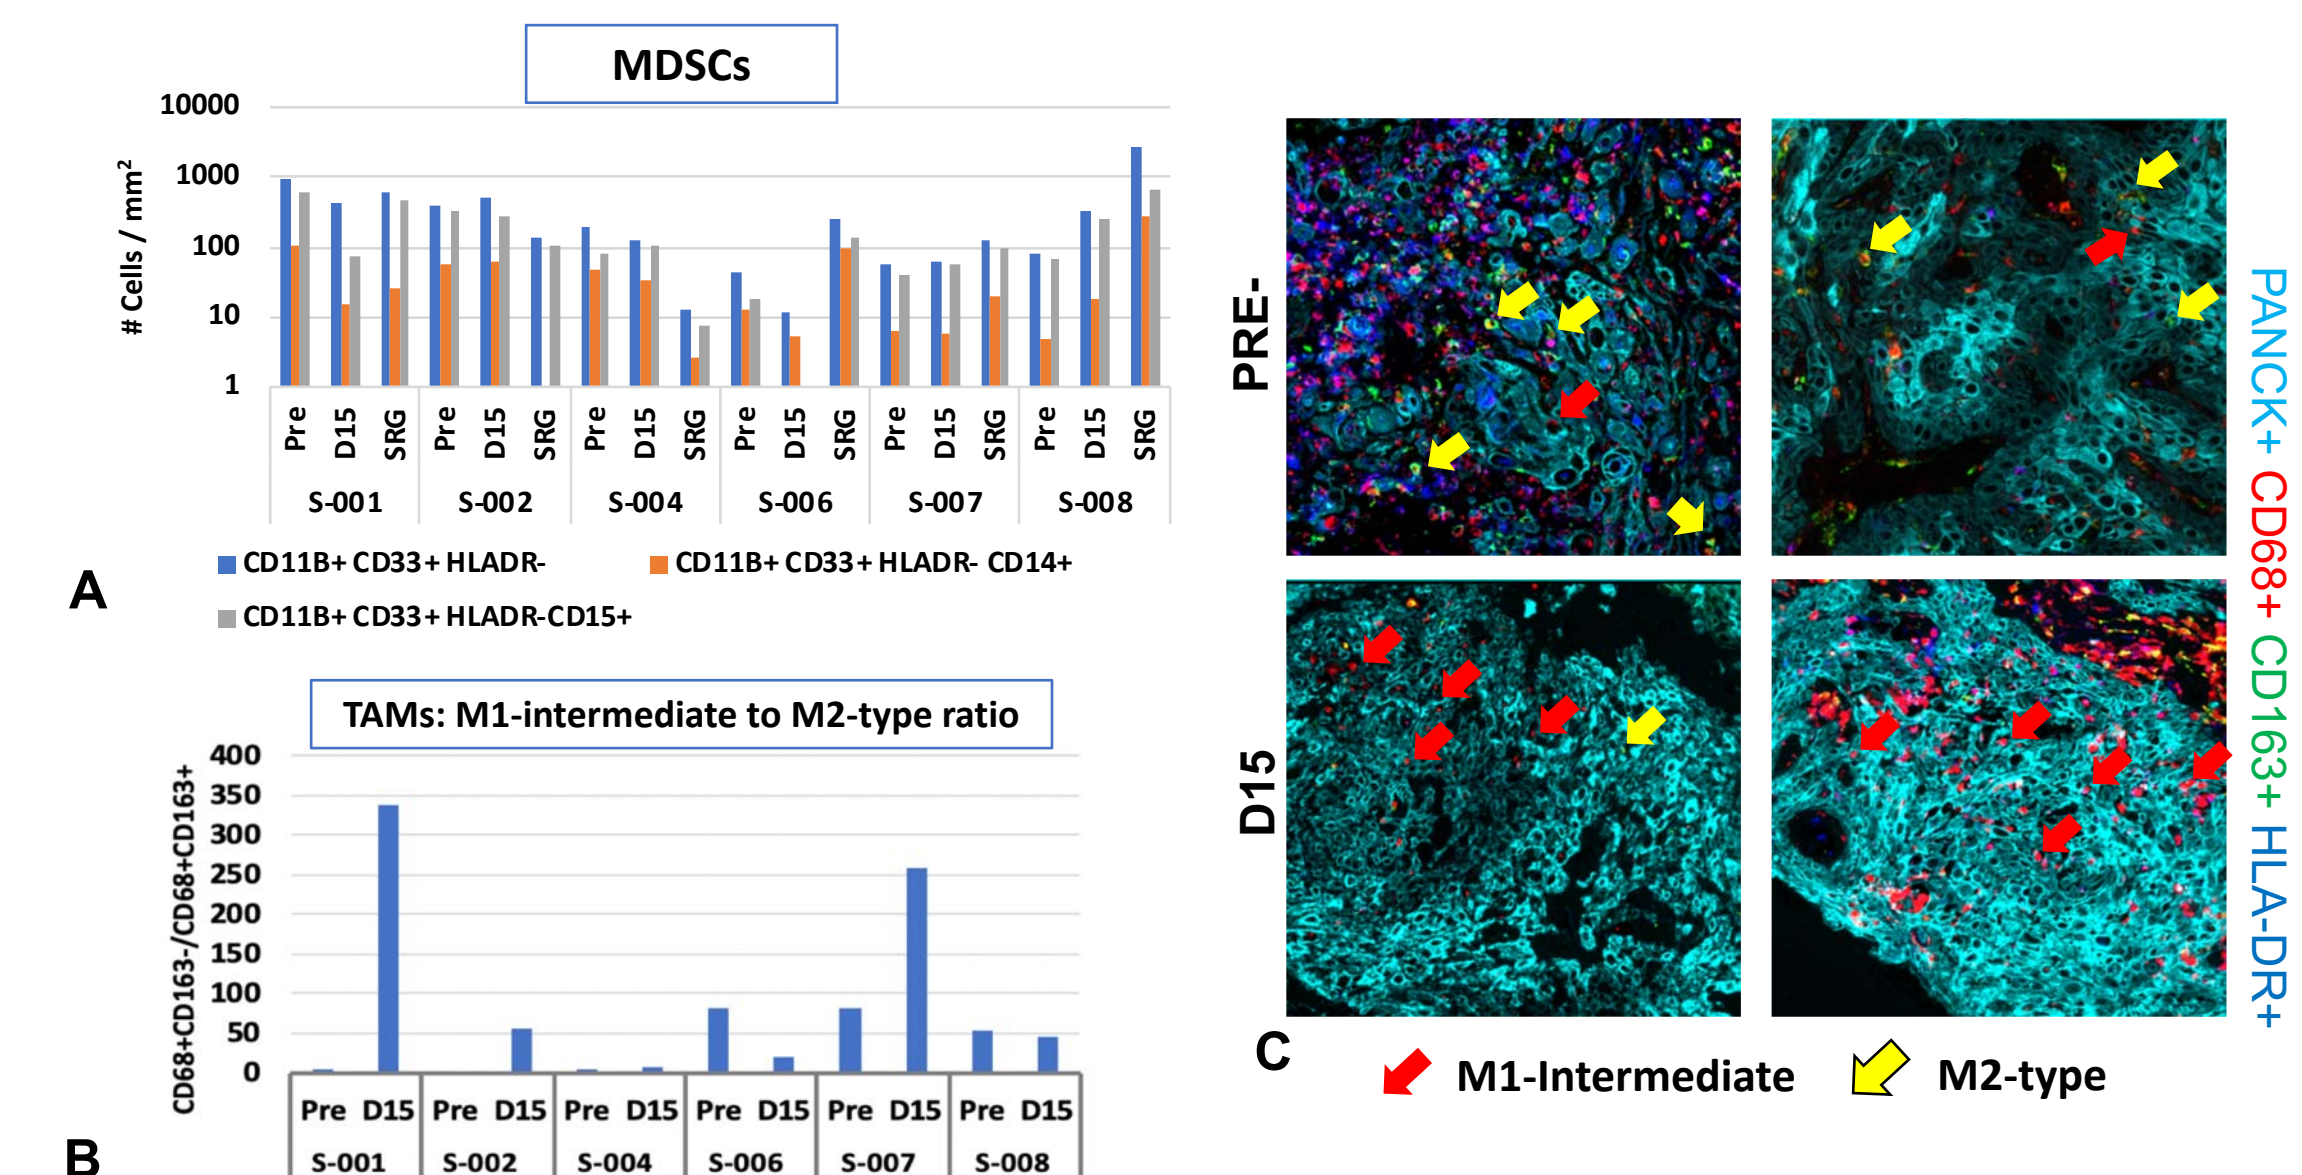 MDSCs
# Cells / mm²
10000
1000
100
10
1
Pre D15 SRG Pre D15 SRG Pre D15 SRG Pre D15 SRG Pre D15 SRG Pre D15 SRG
S-001 S-002 S-004 S-006 S-007 S-008
CD11B+ CD33+ HLADR- CD11B+ CD33+ HLADR- CD14+
CD11B+ CD33+ HLADR-CD15+
A
TAMs: M1-intermediate to M2-type ratio
CD68+CD163-/CD68+CD163+
400
350
300
250
200
150
100
50
0
Pre D15 Pre D15 Pre D15 Pre D15 Pre D15 Pre D15
S-001 S-002 S-004 S-006 S-007 S-008
B
PRE-
D15
PANCK+ CD68+ CD163+ HLA-DR+
C
M1-Intermediate M2-type